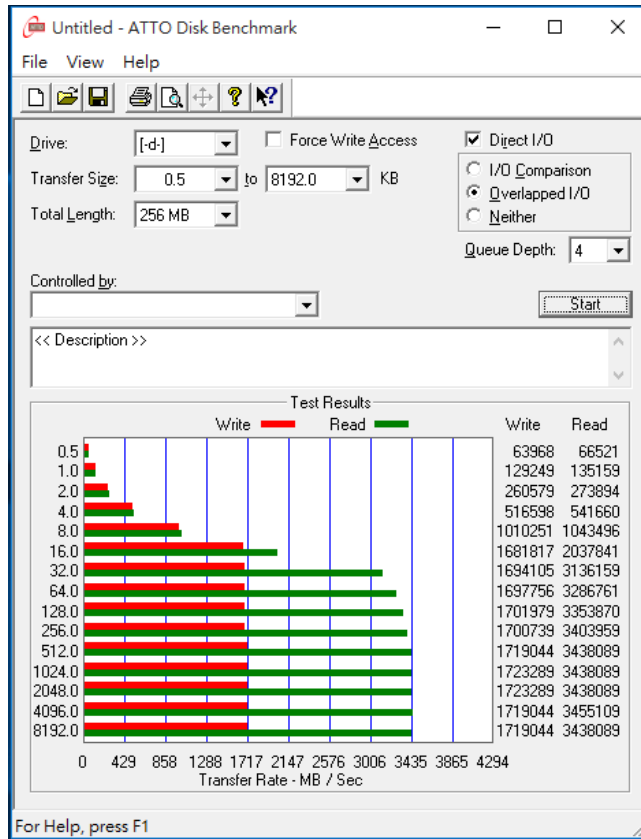 Untitled - ATTO Disk Benchmark
File View Help
Drive: [-d-] Force Write Access Direct I/O
Transfer Size: 0.5 to 8192.0 KB I/O Comparison
Overlapped I/O
Total Length: 256 MB Neither
Queue Depth: 4
Controlled by:
Start
<< Description >>
Test Results
Write Read Write Read
0.5 63968 66521
1.0 129249 135159
2.0 260579 273894
4.0 516598 541660
8.0 1010251 1043496
16.0 1681817 2037841
32.0 1694105 3136159
64.0 1697756 3286761
128.0 1701979 3353870
256.0 1700739 3403959
512.0 1719044 3438089
1024.0 1723289 3438089
2048.0 1723289 3438089
4096.0 1719044 3455109
8192.0 1719044 3438089
0 429 858 1288 1717 2147 2576 3006 3435 3865 4294
Transfer Rate - MB / Sec
For Help, press F1